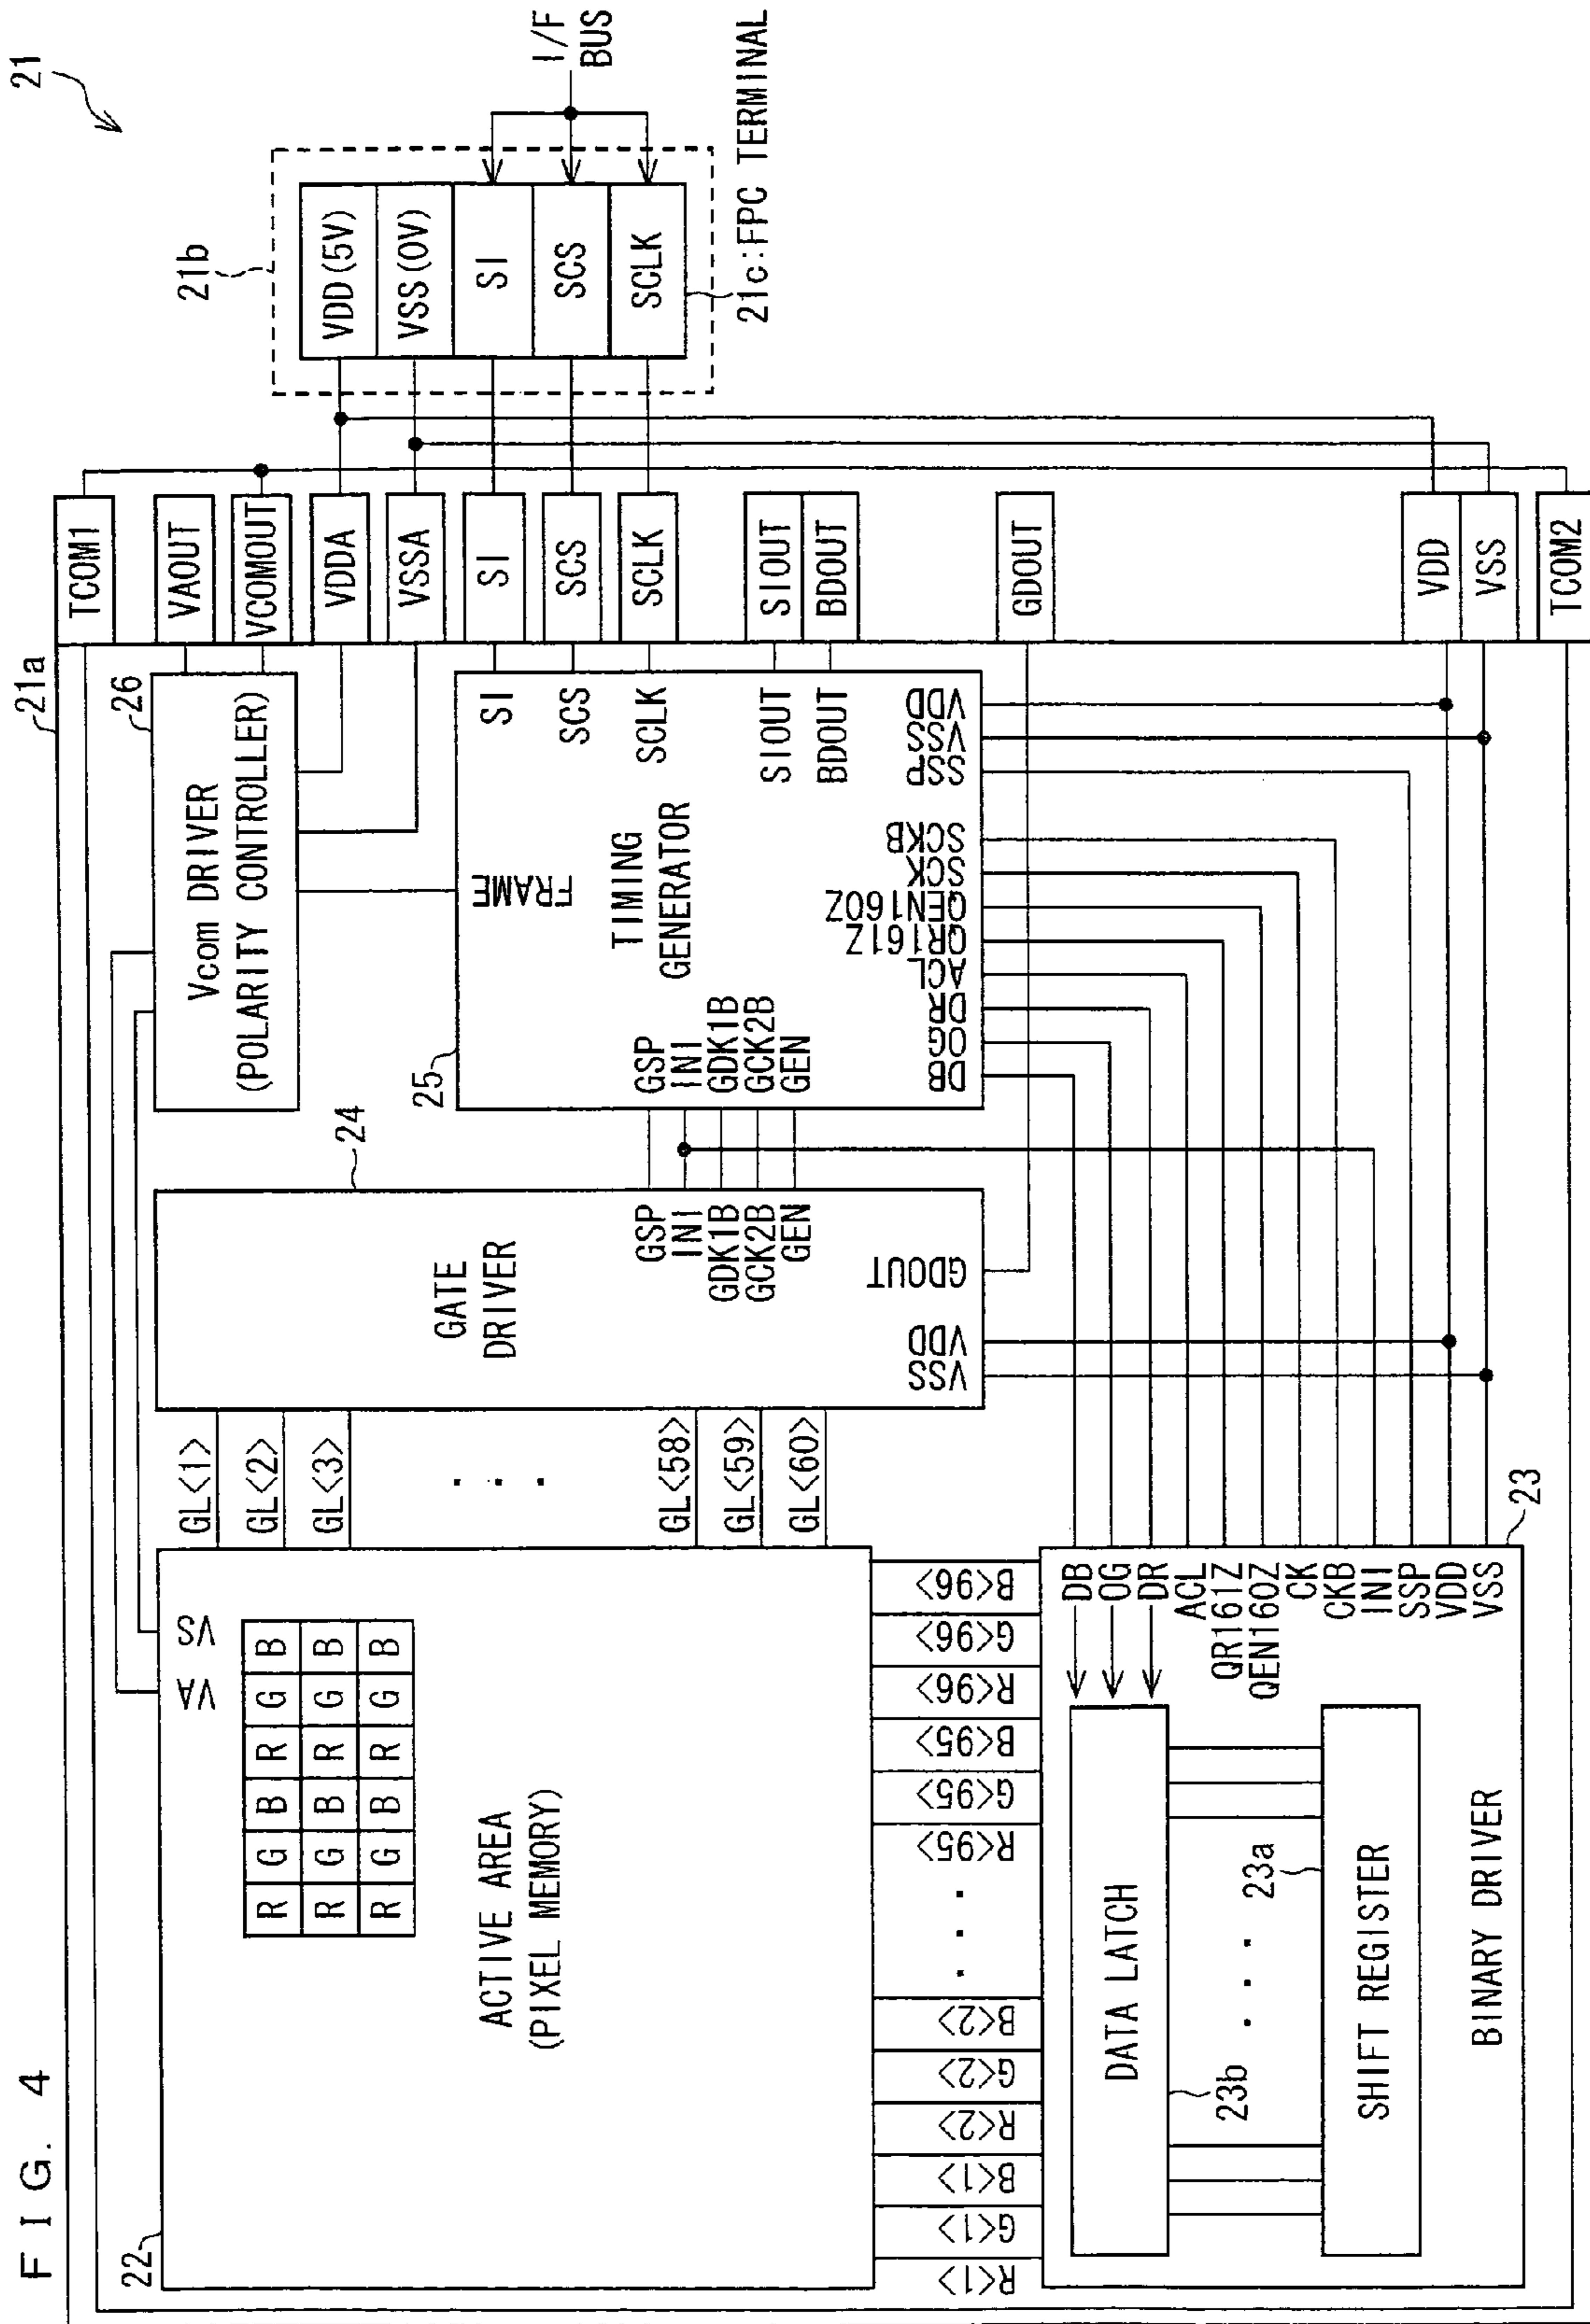 FIG. 4
21
21a
22
ACTIVE AREA
(PIXEL MEMORY)
R G B R G B
R G B R G B
R G B R G B
VA
VS
GL<1>
GL<2>
GL<3>
. . .
GL<58>
GL<59>
GL<60>
24
GATE
DRIVER
GSP
INI
GDK1B
GCK2B
GEN
GDOUT
VDD
VSS
26
Vcom DRIVER
(POLARITY CONTROLLER)
25
TIMING
GENERATOR
FRAME
GSP
INI
GDK1B
GCK2B
GEN
SI
SCS
SCLK
SIOUT
BDOUT
DB
OG
DR
ACL
QR161Z
QEN160Z
SCK
SCKB
SSP
VSS
VDD
TCOM1
VAOUT
VCOMOUT
VDDA
VSSA
SI
SCS
SCLK
SIOUT
BDOUT
GDOUT
VDD
VSS
TCOM2
21b
VDD(5V)
VSS(0V)
SI
SCS
SCLK
21c:FPC TERMINAL
I/F
BUS
R<1>
G<1>
B<1>
R<2>
G<2>
B<2>
. . .
R<95>
G<95>
B<95>
R<96>
G<96>
B<96>
DATA LATCH
23b
. . .
23a
SHIFT REGISTER
BINARY DRIVER
DB
OG
DR
ACL
QR161Z
QEN160Z
CK
CKB
INI
SSP
VDD
VSS
23